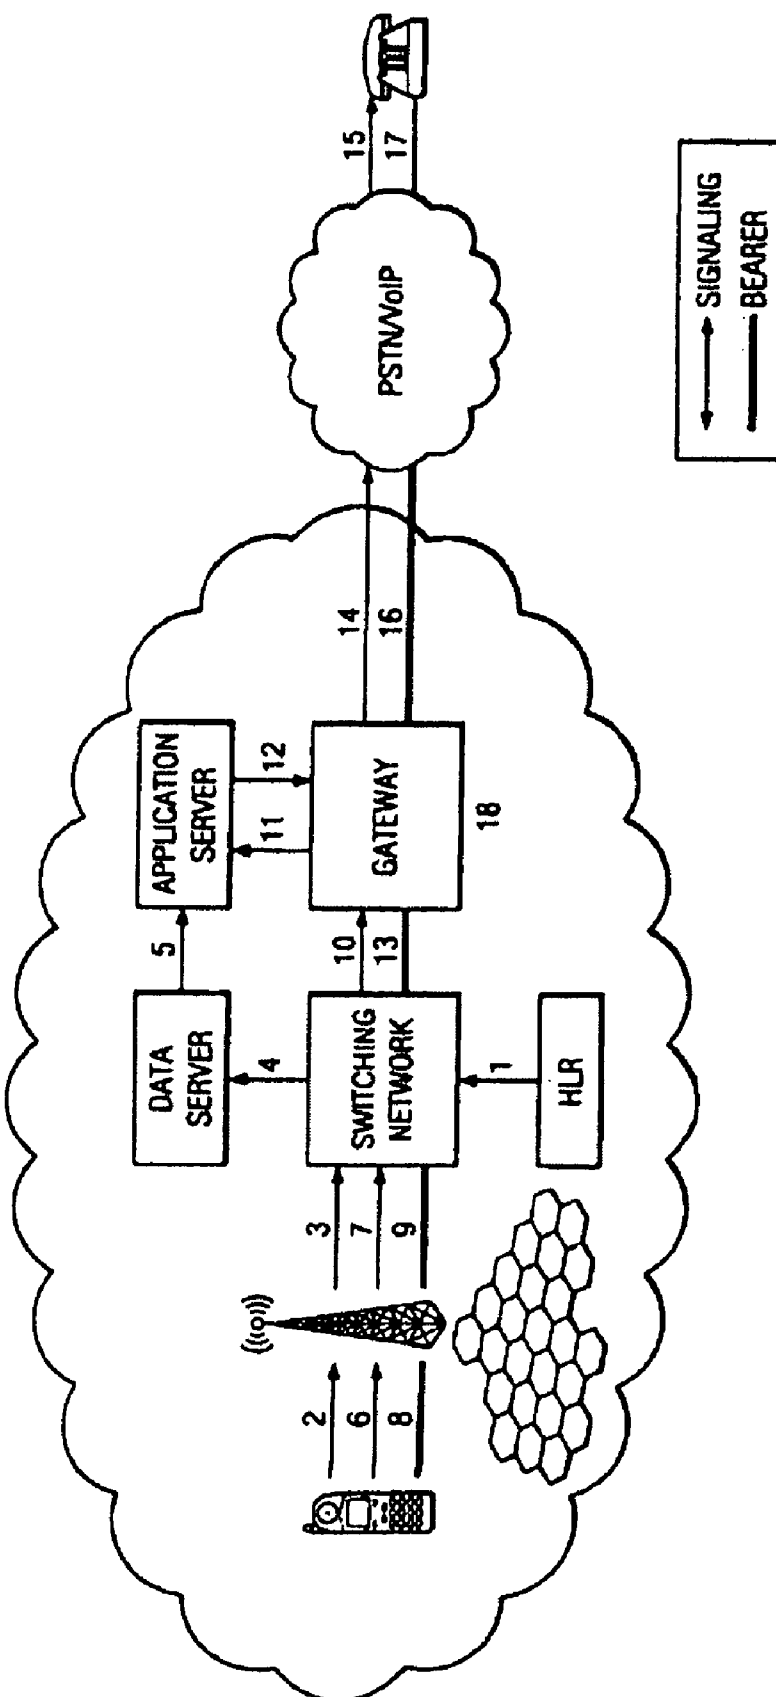 DATA
SERVER
5
APPLICATION
SERVER
4
11
12
2
3
6
7
8
9
SWITCHING
NETWORK
10
13
GATEWAY
14
16
PSTN/VoIP
15
17
1
HLR
18
SIGNALING
BEARER